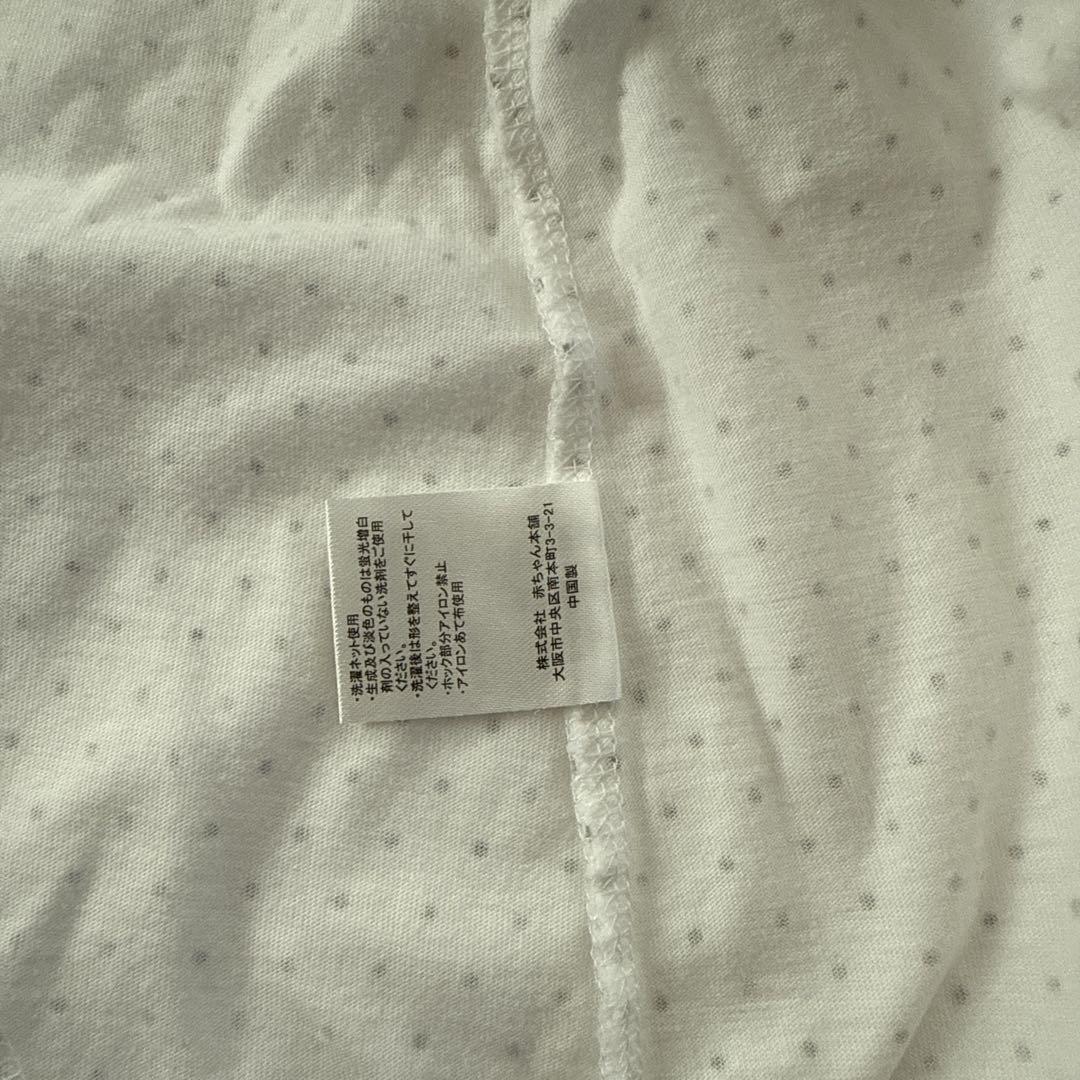 ・洗濯ネット使用
・生成及び淡色のものは蛍光増白
剤の入っていない洗剤をご使用
ください。
・洗濯後は形を整えてすぐに干して
ください。
・ホック部分アイロン禁止
・アイロンあて布使用
株式会社 赤ちゃん本舗
大阪市中央区南本町3-3-21
中国製